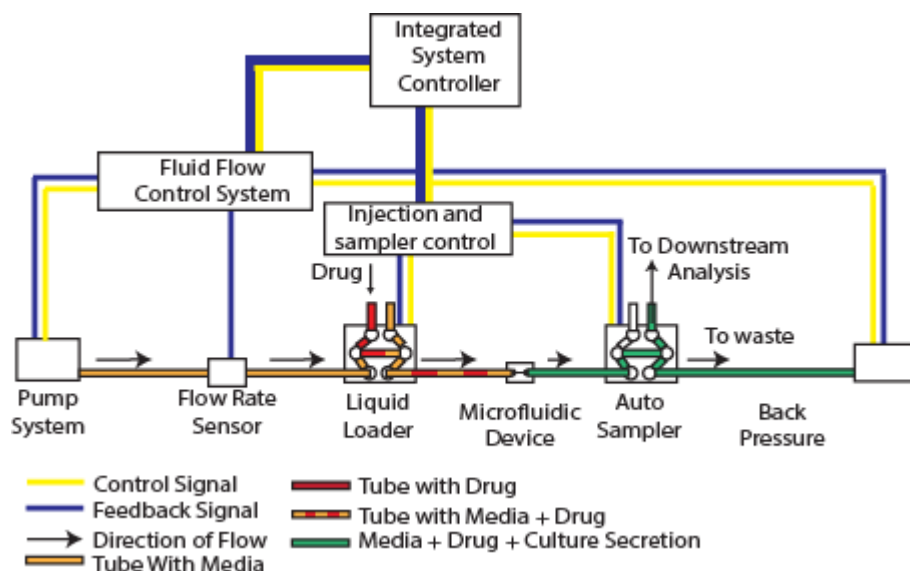 Integrated
System
Controller
Fluid Flow
Control System
Injection and
sampler control
Drug
To Downstream
Analysis
To waste
Pump
System
Flow Rate
Sensor
Liquid
Loader
Microfluidic
Device
Auto
Sampler
Back
Pressure
Control Signal
Feedback Signal
Direction of Flow
Tube With Media
Tube with Drug
Tube with Media + Drug
Media + Drug + Culture Secretion